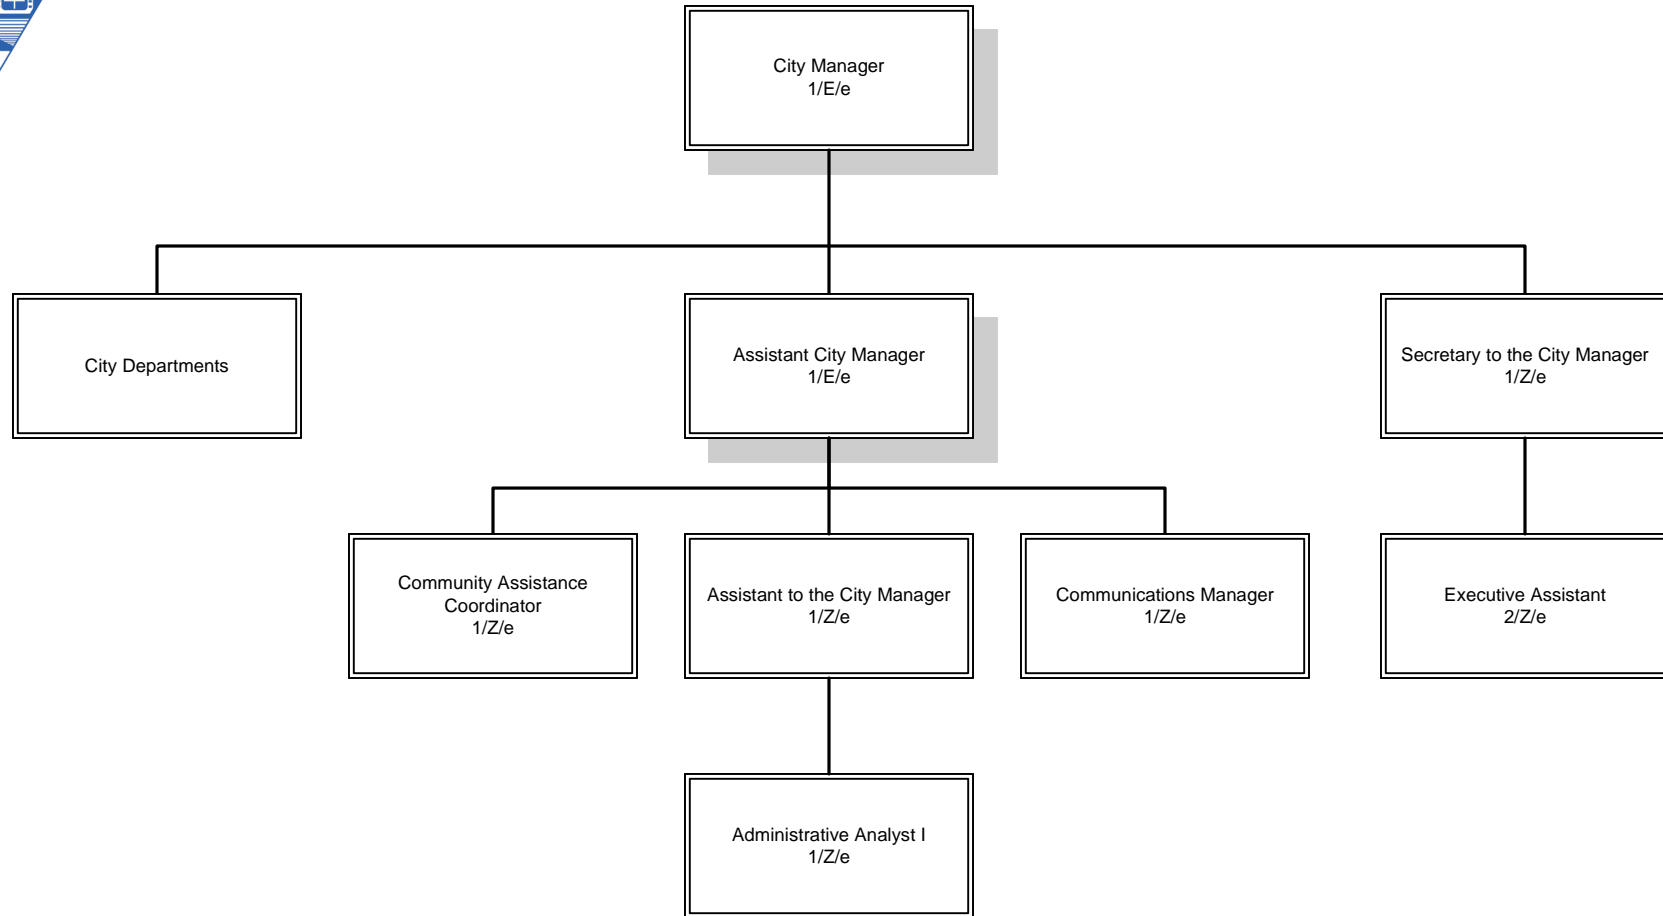 City Manager
1/E/e
City Departments
Assistant City Manager
1/E/e
Secretary to the City Manager
1/Z/e
Community Assistance
Coordinator
1/Z/e
Assistant to the City Manager
1/Z/e
Communications Manager
1/Z/e
Executive Assistant
2/Z/e
Administrative Analyst I
1/Z/e